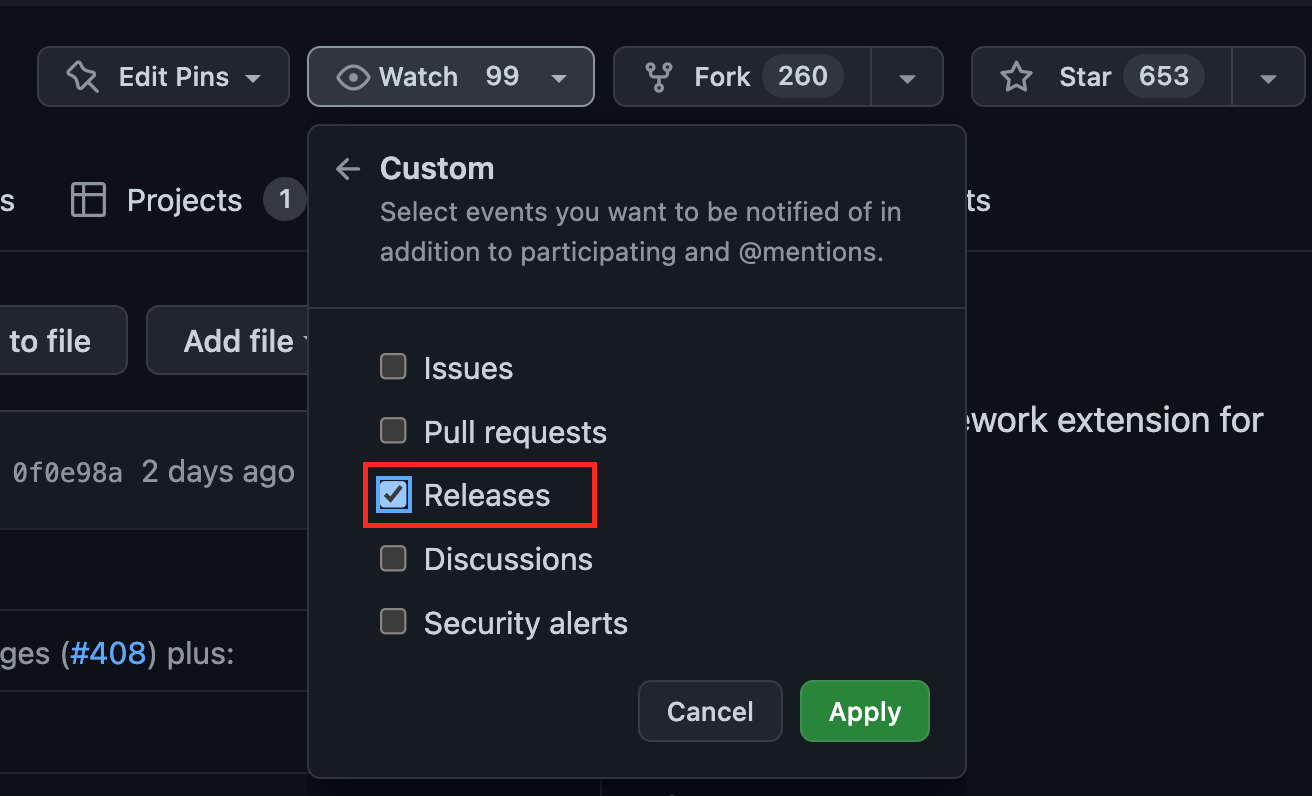 Edit Pins Watch 99 Fork 260 Star 653
s Projects 1 ts
Custom
Select events you want to be notified of in
addition to participating and @mentions.
to file Add file
Issues
Pull requests
ework extension for
0f0e98a 2 days ago
Releases
Discussions
Security alerts
ges (#408) plus:
Cancel Apply